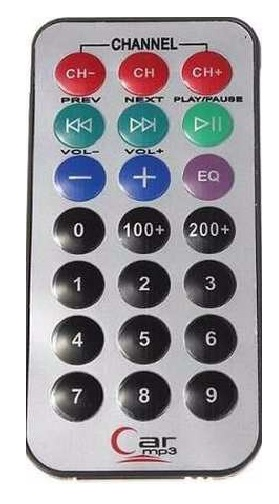 CHANNEL
CH- CH CH+
PREV NEXT PLAY/PAUSE
VOL- VOL+
− + EQ
0 100+ 200+
1 2 3
4 5 6
7 8 9
Car
mp3